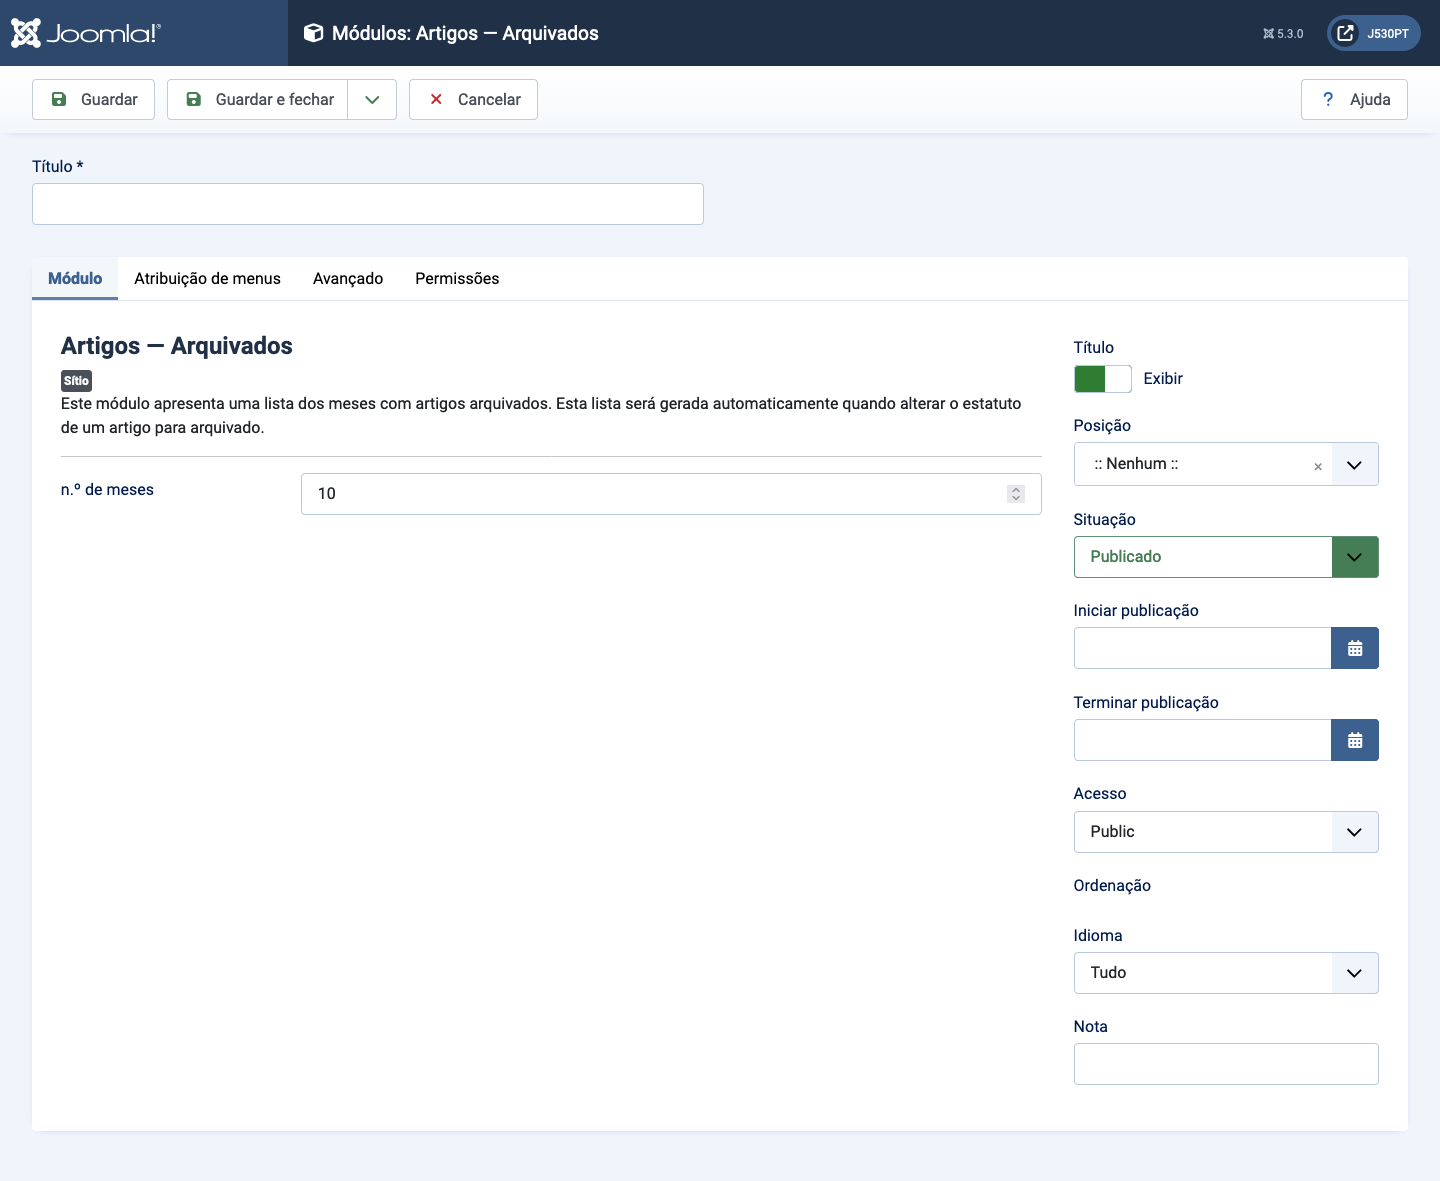 Joomla!®
Módulos: Artigos — Arquivados
5.3.0
J530PT
Guardar
Guardar e fechar
Cancelar
? Ajuda
Título *
Módulo
Atribuição de menus
Avançado
Permissões
Artigos — Arquivados
Sítio
Este módulo apresenta uma lista dos meses com artigos arquivados. Esta lista será gerada automaticamente quando alterar o estatuto
de um artigo para arquivado.
n.º de meses
10
Título
Exibir
Posição
:: Nenhum ::
×
Situação
Publicado
Iniciar publicação
Terminar publicação
Acesso
Public
Ordenação
Idioma
Tudo
Nota